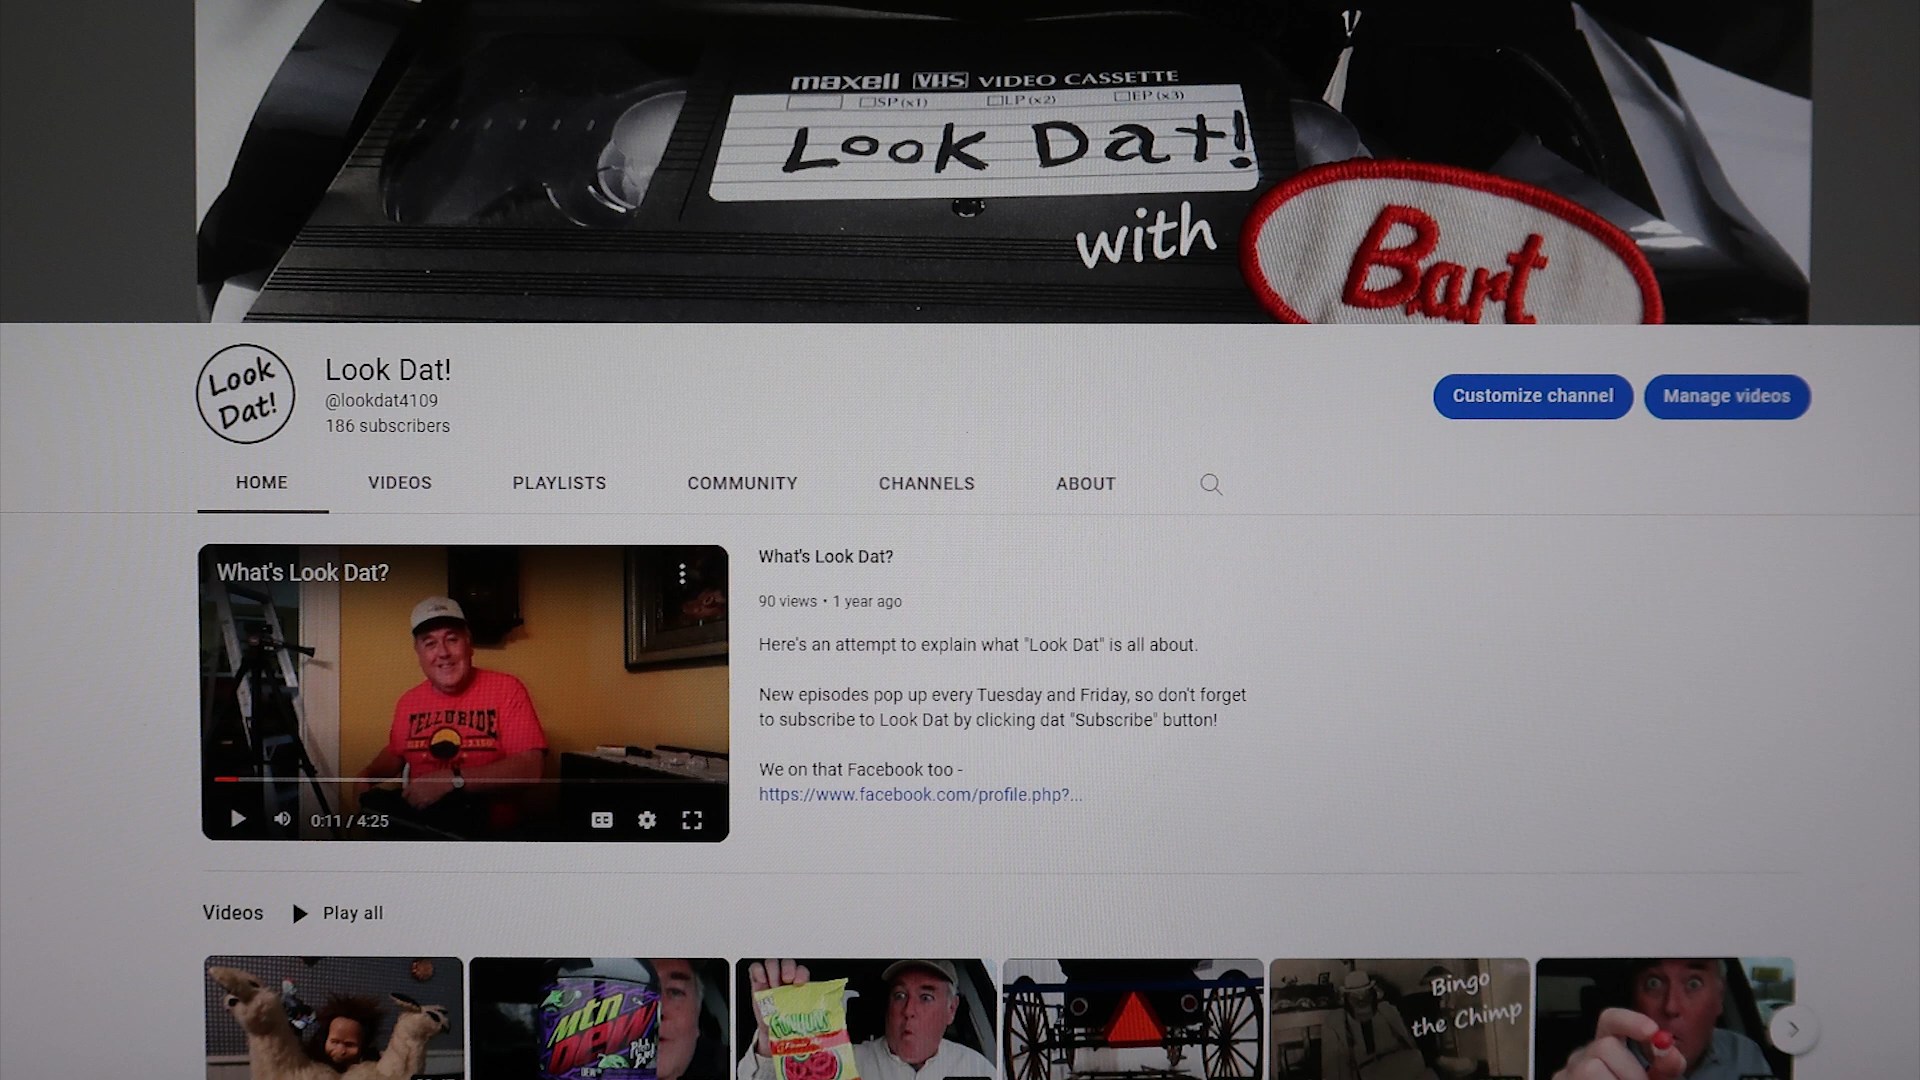 maxell VHS VIDEO CASSETTE
SP (x1) LP (x2) EP (x3)
Look Dat!
with
Bart
Look
Dat!
Look Dat!
@lookdat4109
186 subscribers
Customize channel
Manage videos
HOME VIDEOS PLAYLISTS COMMUNITY CHANNELS ABOUT
What's Look Dat?
TELLURIDE
0:11 / 4:25
CC
What's Look Dat?
90 views • 1 year ago
Here's an attempt to explain what "Look Dat" is all about.
New episodes pop up every Tuesday and Friday, so don't forget
to subscribe to Look Dat by clicking dat "Subscribe" button!
We on that Facebook too -
https://www.facebook.com/profile.php?...
Videos Play all
mtn
DEW
FUNYUNS
Bingo
the Chimp